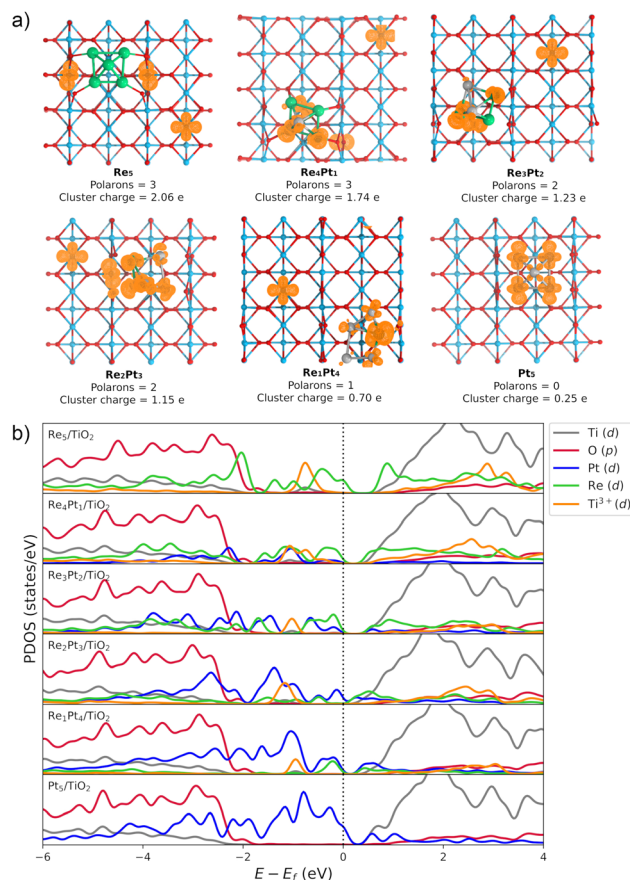 a)
Re₅
Polarons = 3
Cluster charge = 2.06 e
Re₄Pt₁
Polarons = 3
Cluster charge = 1.74 e
Re₃Pt₂
Polarons = 2
Cluster charge = 1.23 e
Re₂Pt₃
Polarons = 2
Cluster charge = 1.15 e
Re₁Pt₄
Polarons = 1
Cluster charge = 0.70 e
Pt₅
Polarons = 0
Cluster charge = 0.25 e
b)
Re₅/TiO₂
Re₄Pt₁/TiO₂
Re₃Pt₂/TiO₂
Re₂Pt₃/TiO₂
Re₁Pt₄/TiO₂
Pt₅/TiO₂
Ti (d)
O (p)
Pt (d)
Re (d)
Ti³⁺(d)
PDOS (states/eV)
−6 −4 −2 0 2 4
E − E_f (eV)